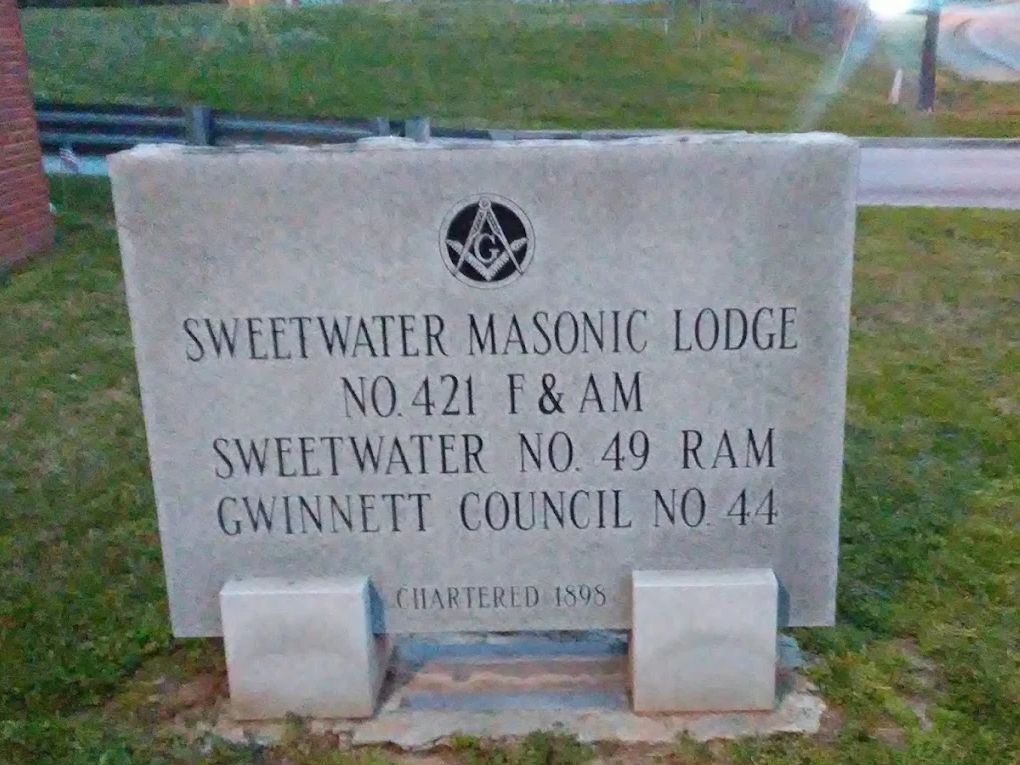 G
SWEETWATER MASONIC LODGE
NO. 421 F & AM
SWEETWATER NO. 49 RAM
GWINNETT COUNCIL NO. 44
CHARTERED 1898